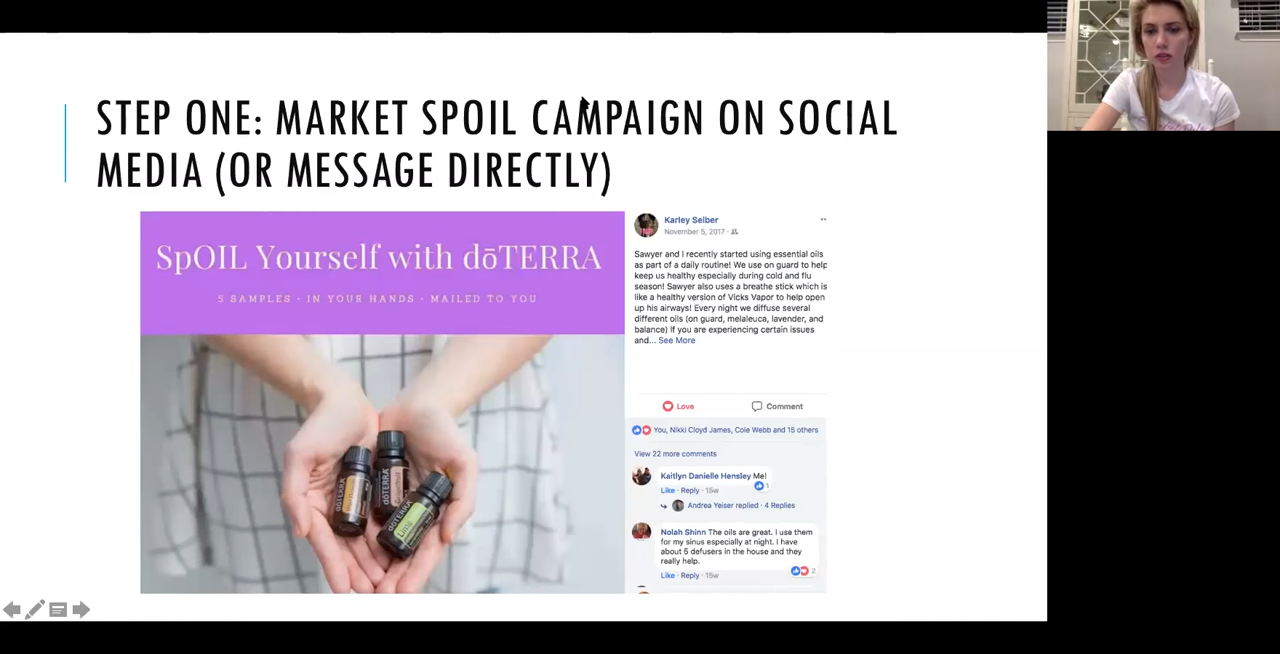 STEP ONE: MARKET SPOIL CAMPAIGN ON SOCIAL
MEDIA (OR MESSAGE DIRECTLY)
SpOIL Yourself with dōTERRA
5 SAMPLES · IN YOUR HANDS · MAILED TO YOU
dōTERRA
dōTERRA
dōTERRA
Lime
Karley Seiber
November 5, 2017 ·
Sawyer and I recently started using essential oils
as part of a daily routine! We use on guard to help
keep us healthy especially during cold and flu
season! Sawyer also uses a breathe stick which is
like a healthy version of Vicks Vapor to help open
up his airways! Every night we diffuse several
different oils (on guard, melaleuca, lavender, and
balance) If you are experiencing certain issues
and... See More
Love Comment
You, Nikki Cloyd James, Cole Webb and 15 others
View 22 more comments
Kaitlyn Danielle Hensley Me!
Like · Reply · 15w 1
Andrea Yeiser replied · 4 Replies
Nolah Shinn The oils are great. I use them
for my sinus especially at night. I have
about 5 defusers in the house and they
really help.
Like · Reply · 15w 2